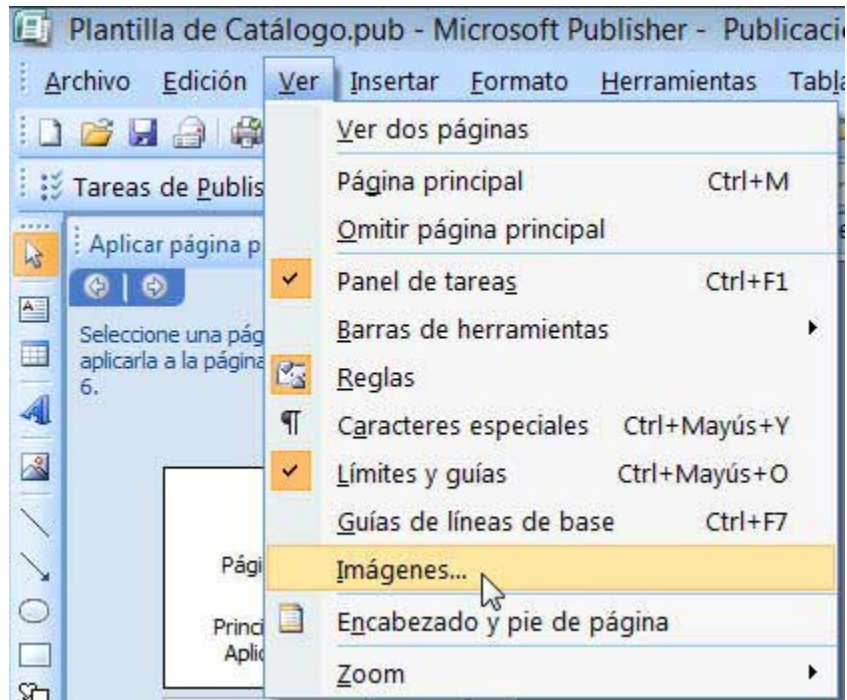 Plantilla de Catálogo.pub - Microsoft Publisher - Publicaci
Archivo Edición Ver Insertar Formato Herramientas Tabla
Ver dos páginas
Tareas de Publis
Página principal Ctrl+M
Omitir página principal
Aplicar página p
Panel de tareas Ctrl+F1
Seleccione una pág
aplicarla a la página
6.
Barras de herramientas
Reglas
Caracteres especiales Ctrl+Mayús+Y
Límites y guías Ctrl+Mayús+O
Guías de líneas de base Ctrl+F7
Pági
Imágenes...
Princi
Aplic
Encabezado y pie de página
Zoom